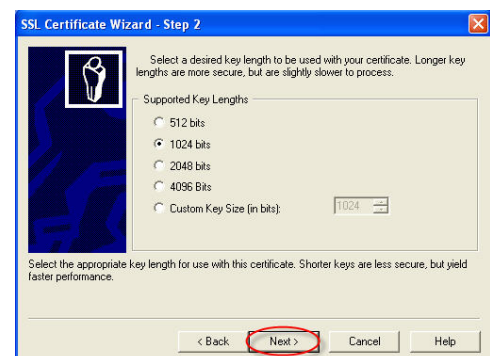 SSL Certificate Wizard - Step 2
Select a desired key length to be used with your certificate. Longer key
lengths are more secure, but are slightly slower to process.
Supported Key Lengths
512 bits
1024 bits
2048 bits
4096 Bits
Custom Key Size (in bits): 1024
Select the appropriate key length for use with this certificate. Shorter keys are less secure, but yield
faster performance.
< Back Next > Cancel Help